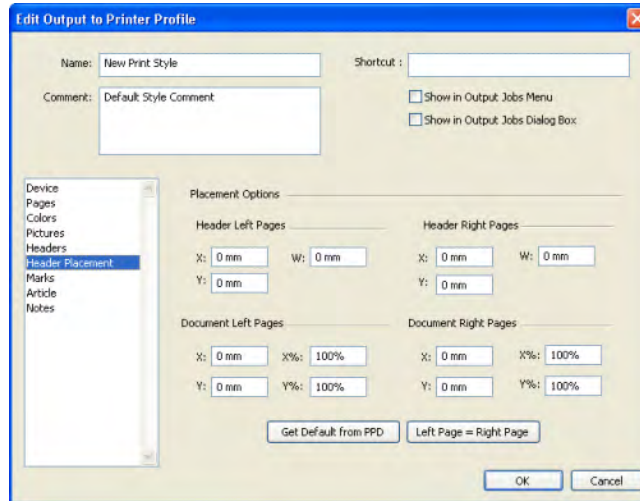 Edit Output to Printer Profile
Name: New Print Style
Shortcut :
Comment: Default Style Comment
Show in Output Jobs Menu
Show in Output Jobs Dialog Box
Device
Pages
Colors
Pictures
Headers
Header Placement
Marks
Article
Notes
Placement Options
Header Left Pages
X: 0 mm W: 0 mm
Y: 0 mm
Header Right Pages
X: 0 mm W: 0 mm
Y: 0 mm
Document Left Pages
X: 0 mm X%: 100%
Y: 0 mm Y%: 100%
Document Right Pages
X: 0 mm X%: 100%
Y: 0 mm Y%: 100%
Get Default from PPD
Left Page = Right Page
OK
Cancel